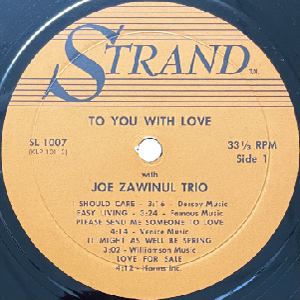 STRAND TM
TO YOU WITH LOVE
SL 1007
33⅓ RPM
Side 1
with
JOE ZAWINUL TRIO
SHOULD CARE - 3:16 - Dorsey Music
EASY LIVING - 3:24 - Famous Music
PLEASE SEND ME SOMEONE TO LOVE
4:14 - Venice Music
IT MIGHT AS WELL BE SPRING
3:02 - Williamson Music
LOVE FOR SALE
4:12 - Harms Inc.